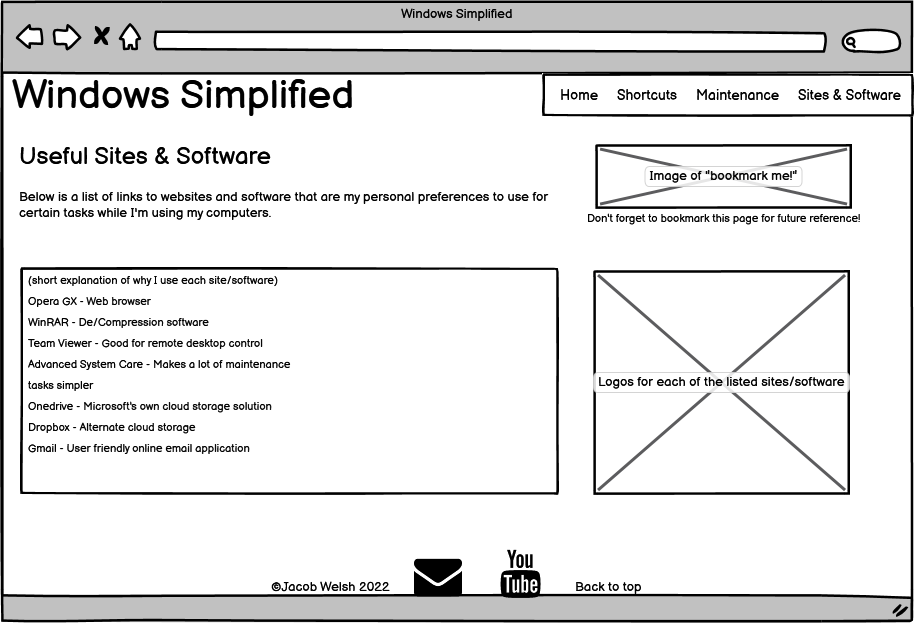 Windows Simplified
Windows Simplified
Home Shortcuts Maintenance Sites & Software
Useful Sites & Software
Below is a list of links to websites and software that are my personal preferences to use for
certain tasks while I'm using my computers.
Image of "bookmark me!"
Don't forget to bookmark this page for future reference!
(short explanation of why I use each site/software)
Opera GX - Web browser
WinRAR - De/Compression software
Team Viewer - Good for remote desktop control
Advanced System Care - Makes a lot of maintenance
tasks simpler
Onedrive - Microsoft's own cloud storage solution
Dropbox - Alternate cloud storage
Gmail - User friendly online email application
Logos for each of the listed sites/software
©Jacob Welsh 2022
You
Tube
Back to top